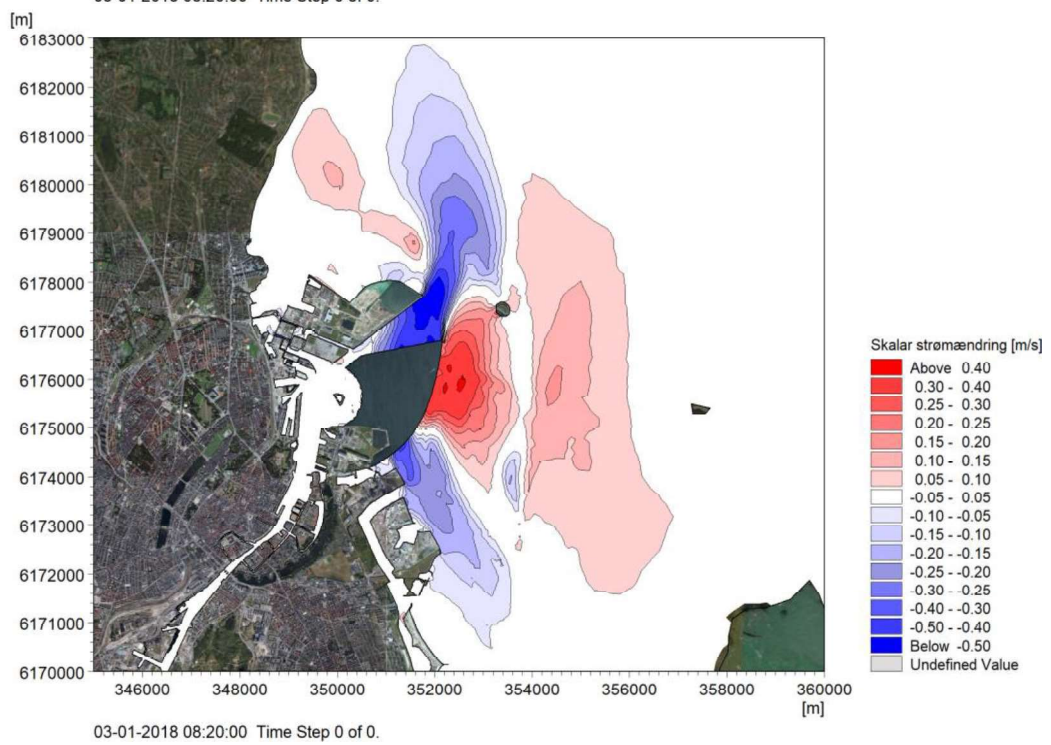 [m]
6183000
6182000
6181000
6180000
6179000
6178000
6177000
6176000
6175000
6174000
6173000
6172000
6171000
6170000
346000 348000 350000 352000 354000 356000 358000 360000
[m]
Skalar strømændring [m/s]
Above 0.40
0.30 - 0.40
0.25 - 0.30
0.20 - 0.25
0.15 - 0.20
0.10 - 0.15
0.05 - 0.10
-0.05 - 0.05
-0.10 - -0.05
-0.15 - -0.10
-0.20 - -0.15
-0.25 - -0.20
-0.30 - -0.25
-0.40 - -0.30
-0.50 - -0.40
Below -0.50
Undefined Value
03-01-2018 08:20:00 Time Step 0 of 0.